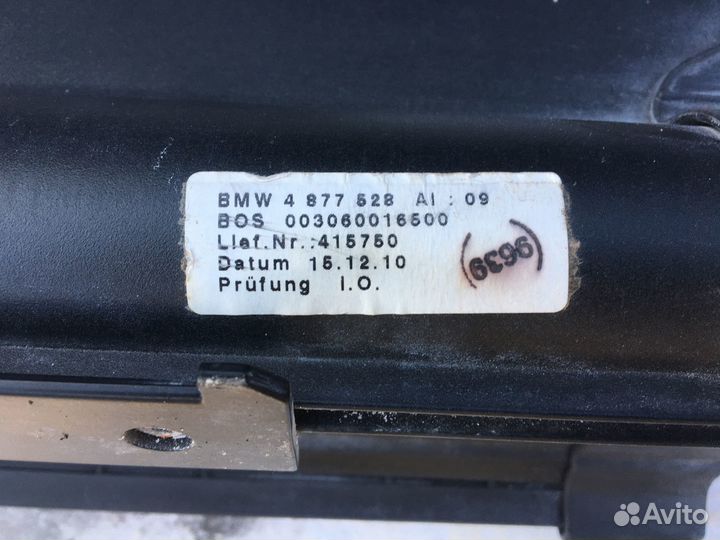 BMW 4 877 528 AI : 09
BOS 003060016500
Lief.Nr.:415750
Datum 15.12.10
Prüfung I.O.
(9639)
Avito